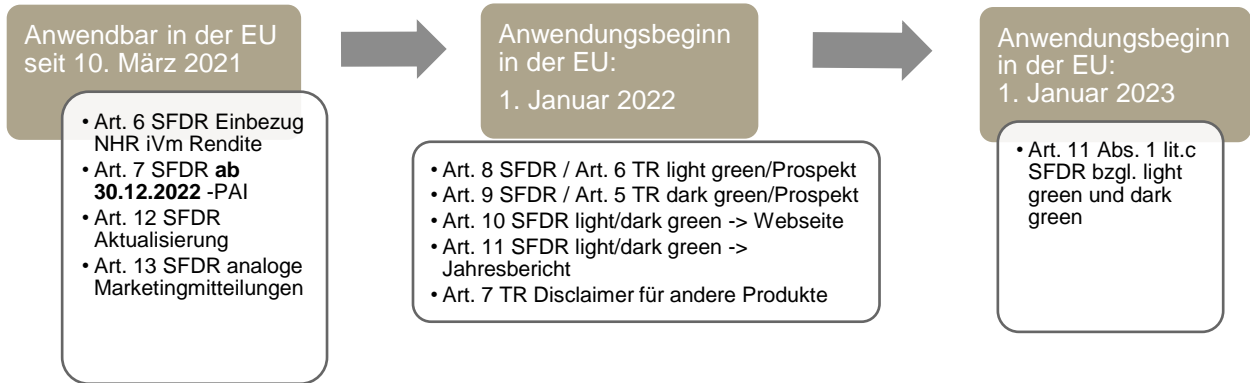 Anwendbar in der EU
seit 10. März 2021
• Art. 6 SFDR Einbezug
NHR iVm Rendite
• Art. 7 SFDR ab
30.12.2022 -PAI
• Art. 12 SFDR
Aktualisierung
• Art. 13 SFDR analoge
Marketingmitteilungen
Anwendungsbeginn
in der EU:
1. Januar 2022
• Art. 8 SFDR / Art. 6 TR light green/Prospekt
• Art. 9 SFDR / Art. 5 TR dark green/Prospekt
• Art. 10 SFDR light/dark green -> Webseite
• Art. 11 SFDR light/dark green ->
Jahresbericht
• Art. 7 TR Disclaimer für andere Produkte
Anwendungsbeginn
in der EU:
1. Januar 2023
• Art. 11 Abs. 1 lit.c
SFDR bzgl. light
green und dark
green